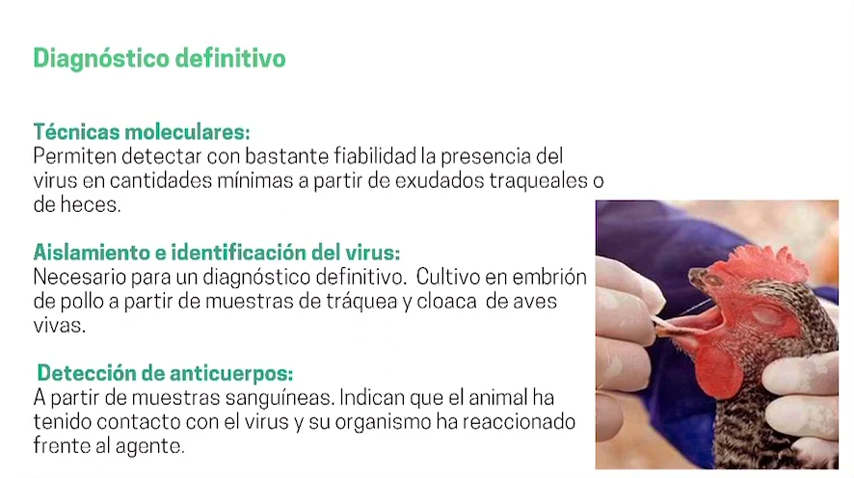 Diagnóstico definitivo
Técnicas moleculares:
Permiten detectar con bastante fiabilidad la presencia del
virus en cantidades mínimas a partir de exudados traqueales o
de heces.
Aislamiento e identificación del virus:
Necesario para un diagnóstico definitivo. Cultivo en embrión
de pollo a partir de muestras de tráquea y cloaca de aves
vivas.
Detección de anticuerpos:
A partir de muestras sanguíneas. Indican que el animal ha
tenido contacto con el virus y su organismo ha reaccionado
frente al agente.